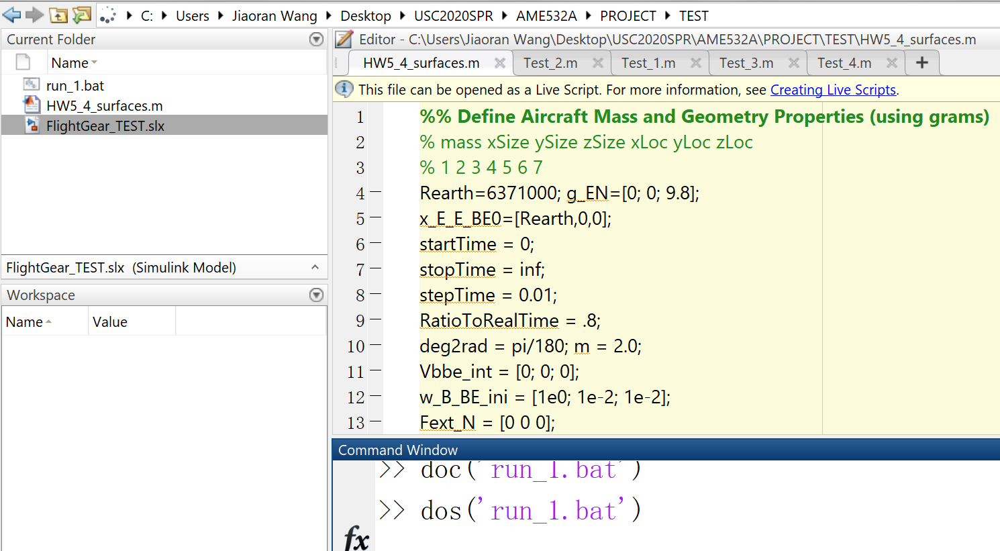 C: Users Jiaoran Wang Desktop USC2020SPR AME532A PROJECT TEST
Current Folder
Name
run_1.bat
HW5_4_surfaces.m
FlightGear_TEST.slx
FlightGear_TEST.slx (Simulink Model)
Workspace
Name Value
Editor - C:\Users\Jiaoran Wang\Desktop\USC2020SPR\AME532A\PROJECT\TEST\HW5_4_surfaces.m
HW5_4_surfaces.m Test_2.m Test_1.m Test_3.m Test_4.m +
This file can be opened as a Live Script. For more information, see Creating Live Scripts.
1 %% Define Aircraft Mass and Geometry Properties (using grams)
2 % mass xSize ySize zSize xLoc yLoc zLoc
3 % 1 2 3 4 5 6 7
4 Rearth=6371000; g_EN=[0; 0; 9.8];
5 x_E_E_BE0=[Rearth,0,0];
6 startTime = 0;
7 stopTime = inf;
8 stepTime = 0.01;
9 RatioToRealTime = .8;
10 deg2rad = pi/180; m = 2.0;
11 Vbbe_int = [0; 0; 0];
12 w_B_BE_ini = [1e0; 1e-2; 1e-2];
13 Fext_N = [0 0 0];
Command Window
>> doc('run_1.bat')
>> dos('run_1.bat')
fx